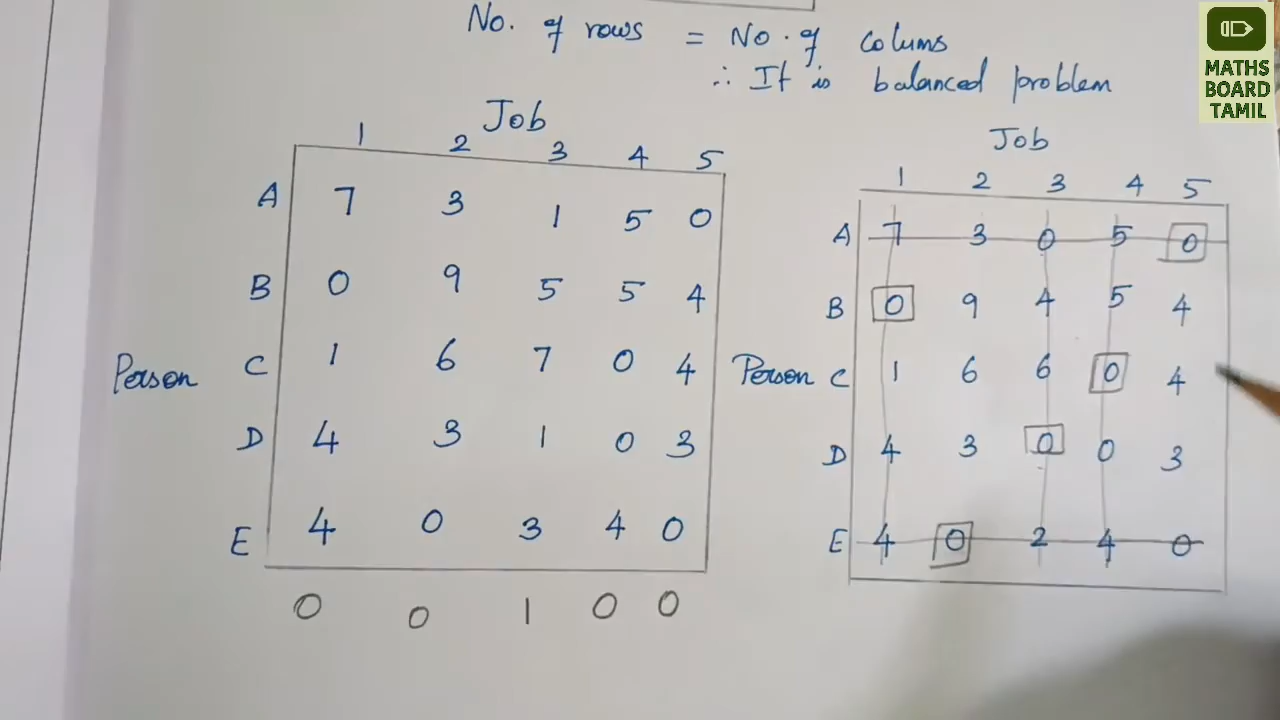 No. of rows = No. of colums
∴ It is balanced problem
MATHS
BOARD
TAMIL
Job
1 2 3 4 5
A 7 3 1 5 0
B 0 9 5 5 4
Person C 1 6 7 0 4
D 4 3 1 0 3
E 4 0 3 4 0
0 0 1 0 0
Job
1 2 3 4 5
A 7 3 0 5 0
B 0 9 4 5 4
Person C 1 6 6 0 4
D 4 3 0 0 3
E 4 0 2 4 0